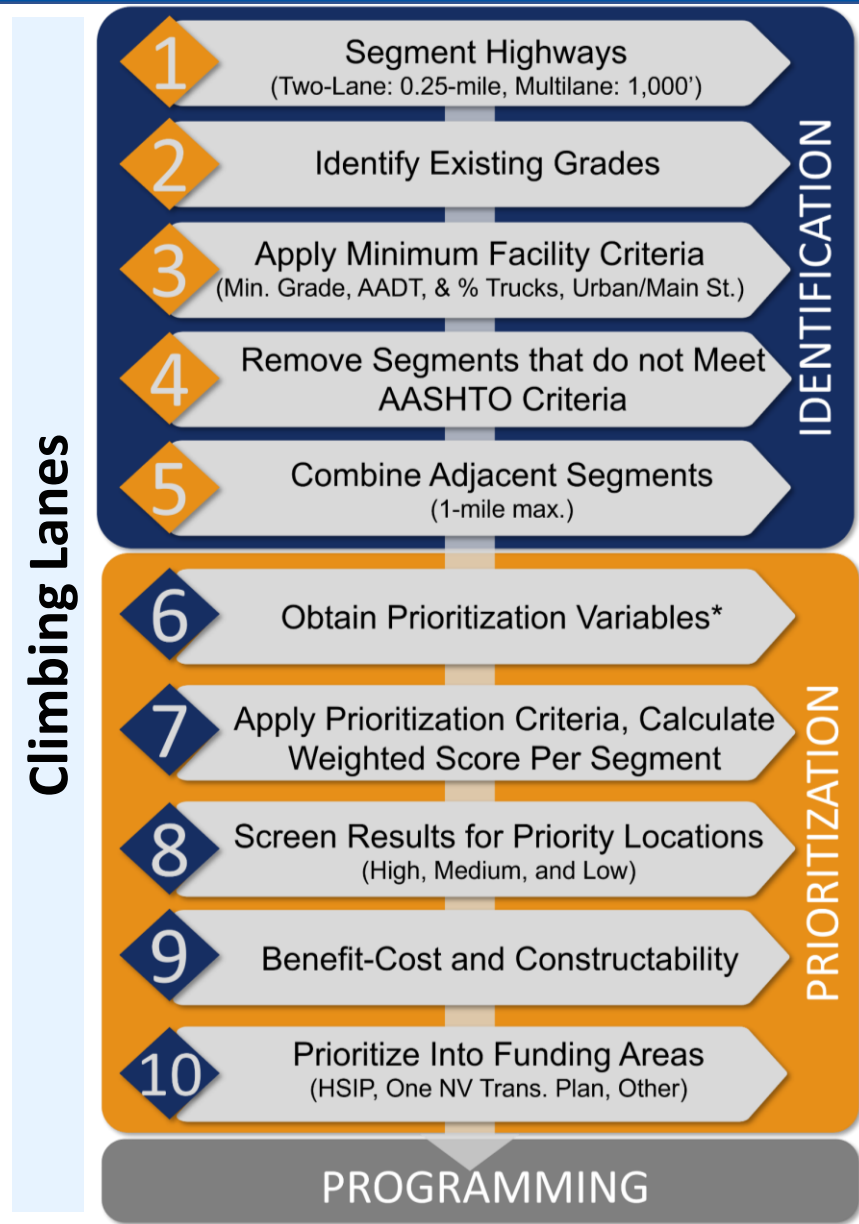 Climbing Lanes
IDENTIFICATION
1
Segment Highways
(Two-Lane: 0.25-mile, Multilane: 1,000’)
2
Identify Existing Grades
3
Apply Minimum Facility Criteria
(Min. Grade, AADT, & % Trucks, Urban/Main St.)
4
Remove Segments that do not Meet
AASHTO Criteria
5
Combine Adjacent Segments
(1-mile max.)
PRIORITIZATION
6
Obtain Prioritization Variables*
7
Apply Prioritization Criteria, Calculate
Weighted Score Per Segment
8
Screen Results for Priority Locations
(High, Medium, and Low)
9
Benefit-Cost and Constructability
10
Prioritize Into Funding Areas
(HSIP, One NV Trans. Plan, Other)
PROGRAMMING